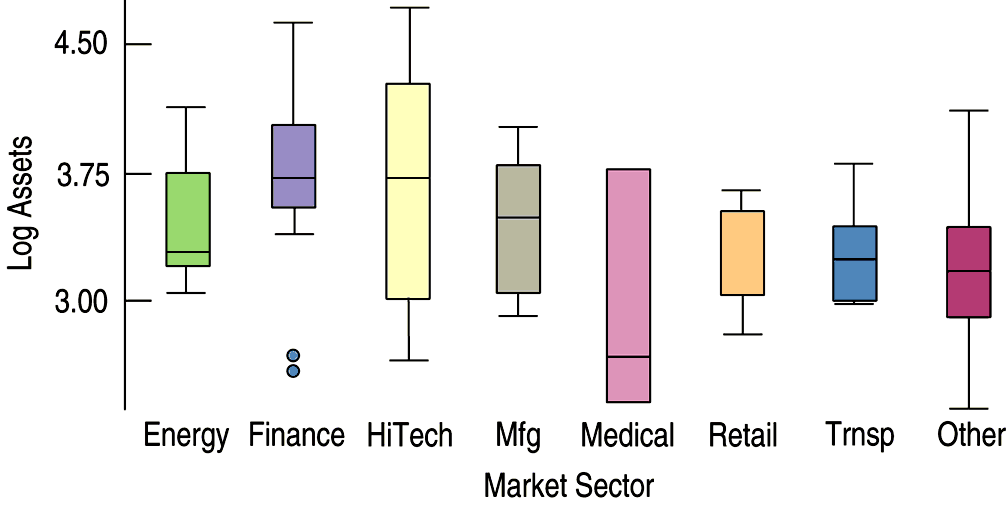 Log Assets
4.50
3.75
3.00
Energy Finance HiTech Mfg Medical Retail Trnsp Other
Market Sector